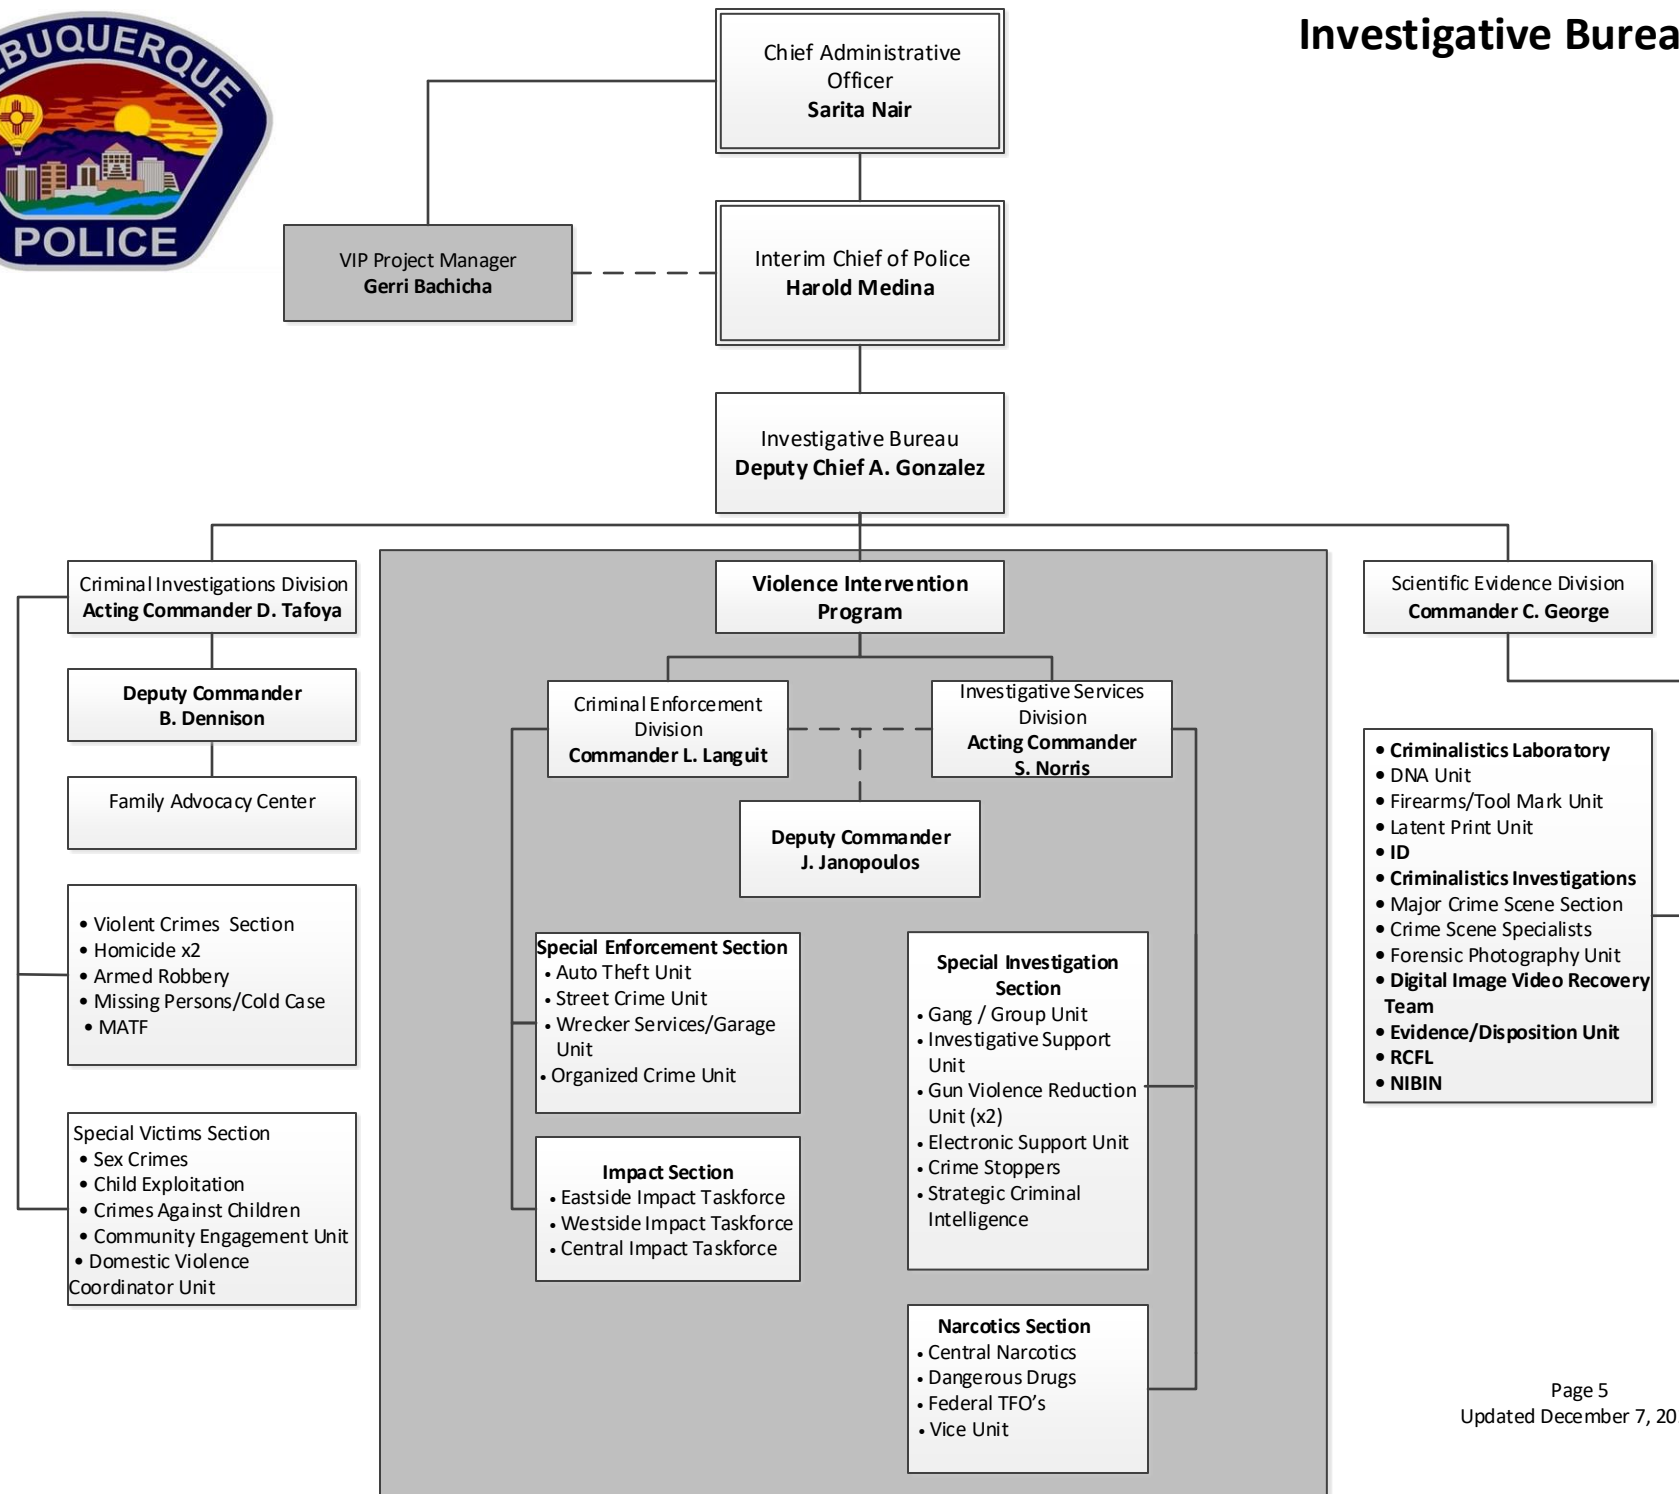 POLICE
Chief Administrative
Officer
Sarita Nair
VIP Project Manager
Gerri Bachicha
Interim Chief of Police
Harold Medina
Investigative Bureau
Deputy Chief A. Gonzalez
Criminal Investigations Division
Acting Commander D. Tafoya
Deputy Commander
B. Dennison
Family Advocacy Center
• Violent Crimes Section
• Homicide x2
• Armed Robbery
• Missing Persons/Cold Case
• MATF
Special Victims Section
• Sex Crimes
• Child Exploitation
• Crimes Against Children
• Community Engagement Unit
• Domestic Violence
Coordinator Unit
Violence Intervention
Program
Criminal Enforcement
Division
Commander L. Languit
Investigative Services
Division
Acting Commander
S. Norris
Deputy Commander
J. Janopoulos
Special Enforcement Section
• Auto Theft Unit
• Street Crime Unit
• Wrecker Services/Garage
Unit
• Organized Crime Unit
Impact Section
• Eastside Impact Taskforce
• Westside Impact Taskforce
• Central Impact Taskforce
Special Investigation
Section
• Gang / Group Unit
• Investigative Support
Unit
• Gun Violence Reduction
Unit (x2)
• Electronic Support Unit
• Crime Stoppers
• Strategic Criminal
Intelligence
Narcotics Section
• Central Narcotics
• Dangerous Drugs
• Federal TFO’s
• Vice Unit
Scientific Evidence Division
Commander C. George
• Criminalistics Laboratory
• DNA Unit
• Firearms/Tool Mark Unit
• Latent Print Unit
• ID
• Criminalistics Investigations
• Major Crime Scene Section
• Crime Scene Specialists
• Forensic Photography Unit
• Digital Image Video Recovery
Team
• Evidence/Disposition Unit
• RCFL
• NIBIN
Investigative
Page 5
Updated December 7,